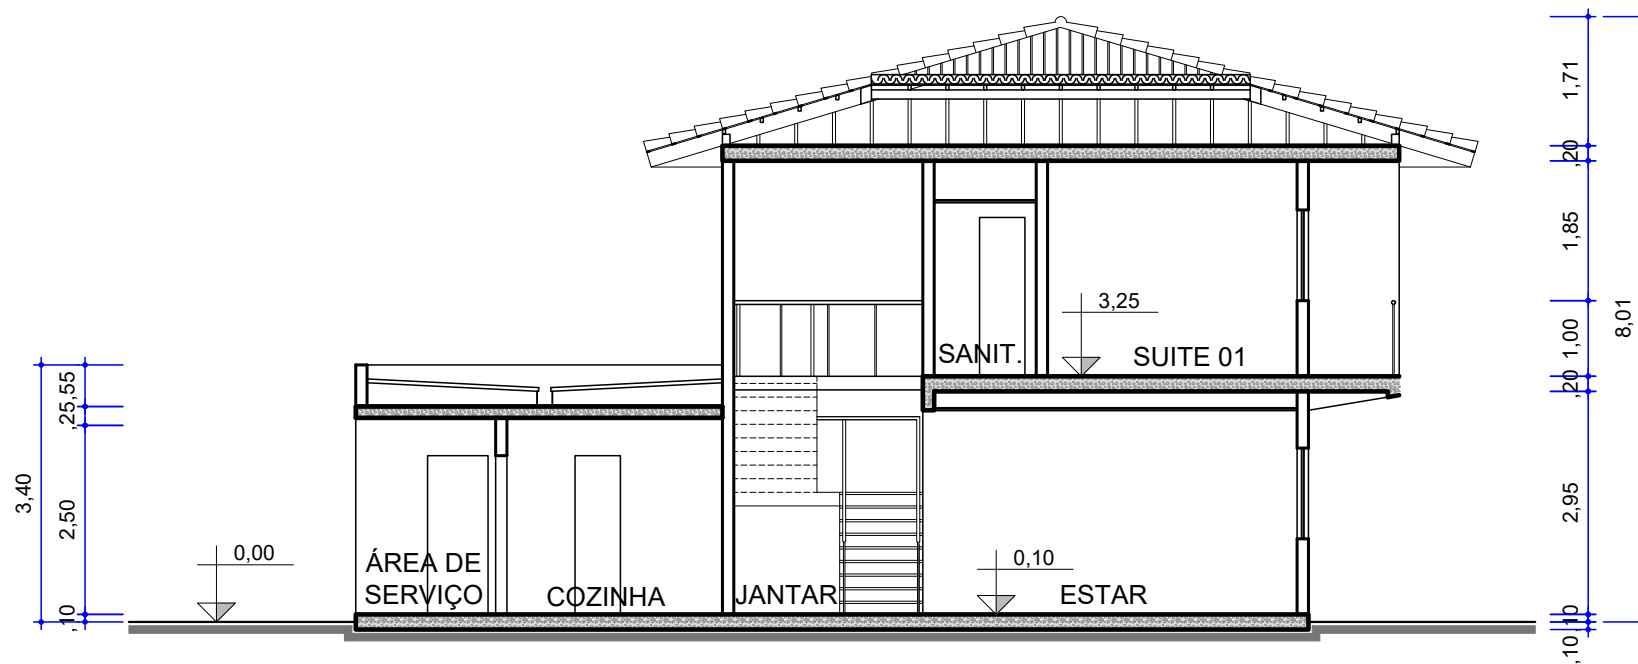 1,71
,20
1,85
8,01
3,25
SANIT.
SUITE 01
1,00
,20
,55
,25
3,40
2,50
2,95
0,00
0,10
ÁREA DE
SERVIÇO
COZINHA
JANTAR
ESTAR
,10
,10
,10